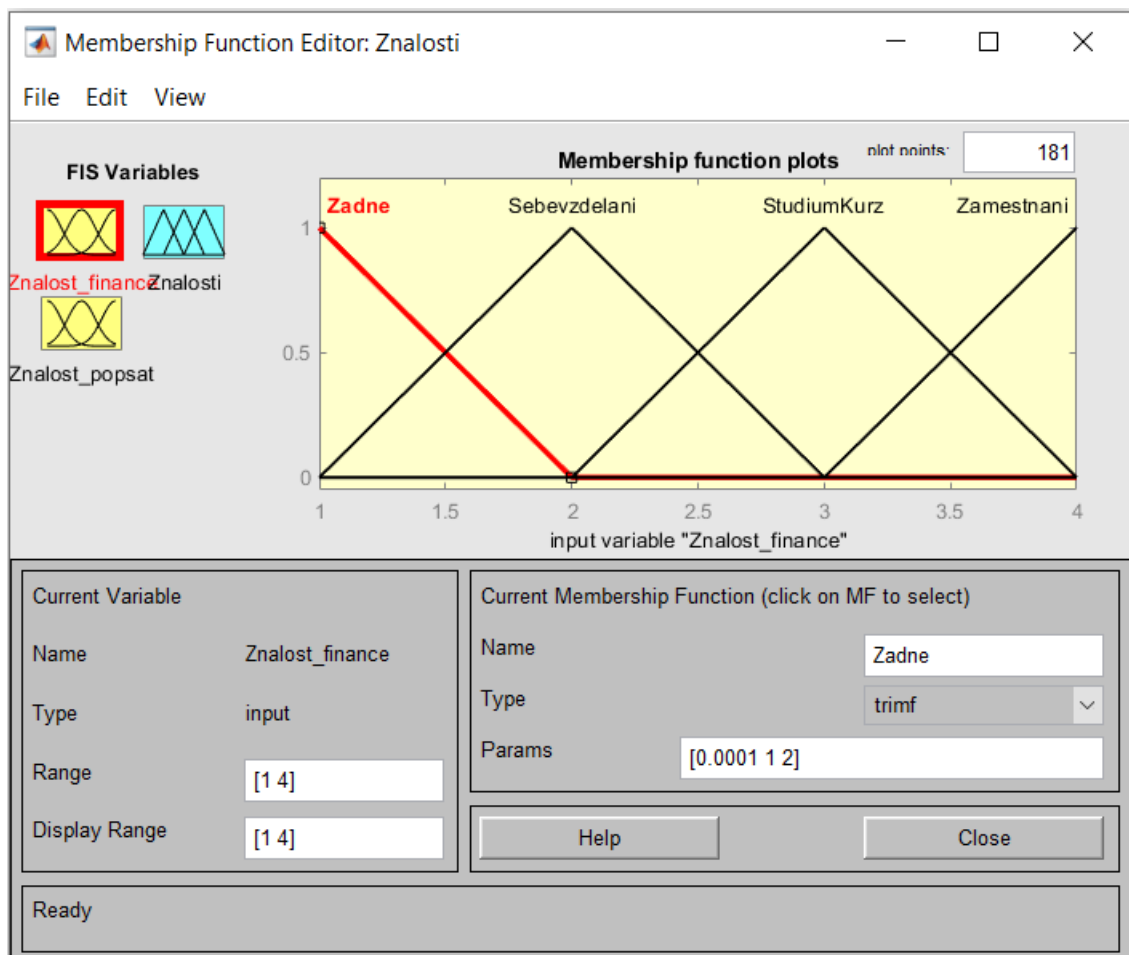 Membership Function Editor: Znalosti
File Edit View
FIS Variables
Znalost_finance
Znalosti
Znalost_popsat
Membership function plots
plot points:
181
Zadne
Sebevzdelani
StudiumKurz
Zamestnani
1
0.5
0
1
1.5
2
2.5
3
3.5
4
input variable "Znalost_finance"
Current Variable
Name Znalost_finance
Type input
Range [1 4]
Display Range [1 4]
Current Membership Function (click on MF to select)
Name Zadne
Type trimf
Params [0.0001 1 2]
Help Close
Ready